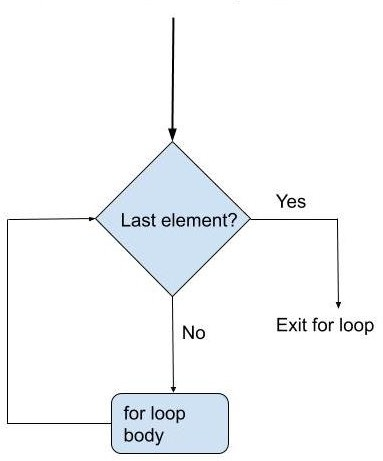 Last element?
Yes
Exit for loop
No
for loop
body